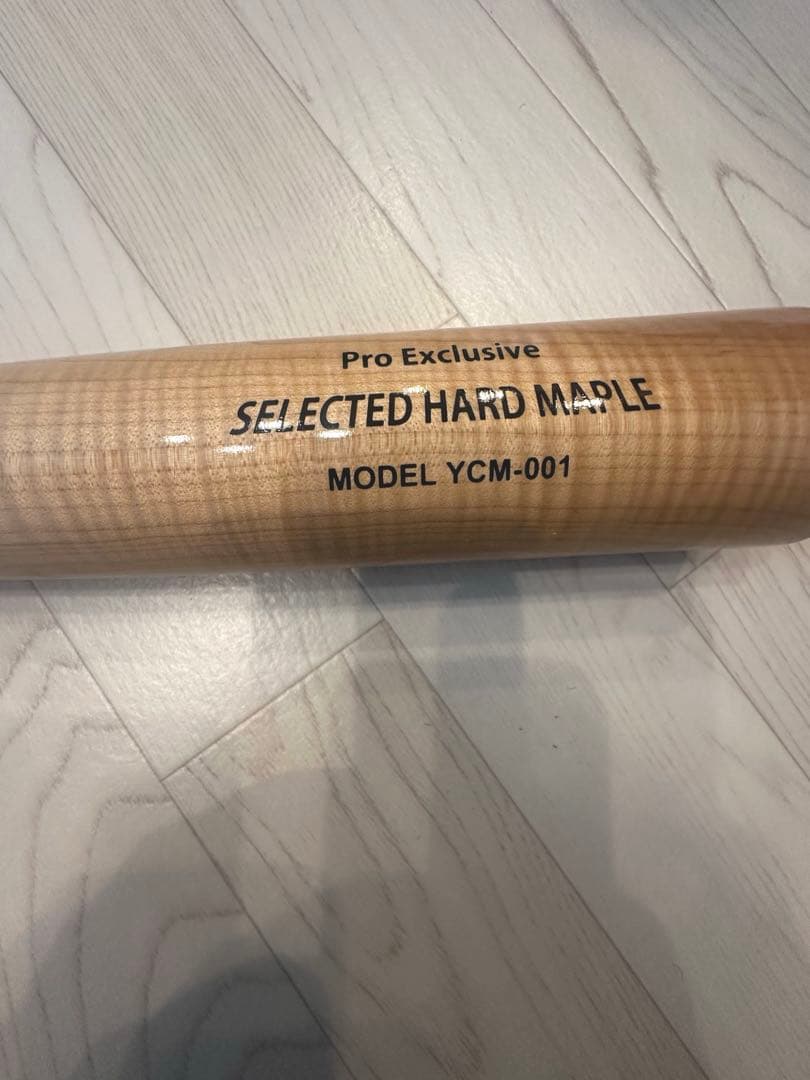 Pro Exclusive
SELECTED HARD MAPLE
MODEL YCM-001